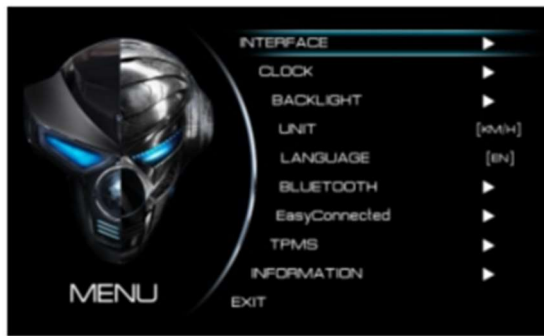 INTERFACE
CLOCK
BACKLIGHT
UNIT [KM/H]
LANGUAGE [EN]
BLUETOOTH
EasyConnected
TPMS
INFORMATION
EXIT
MENU